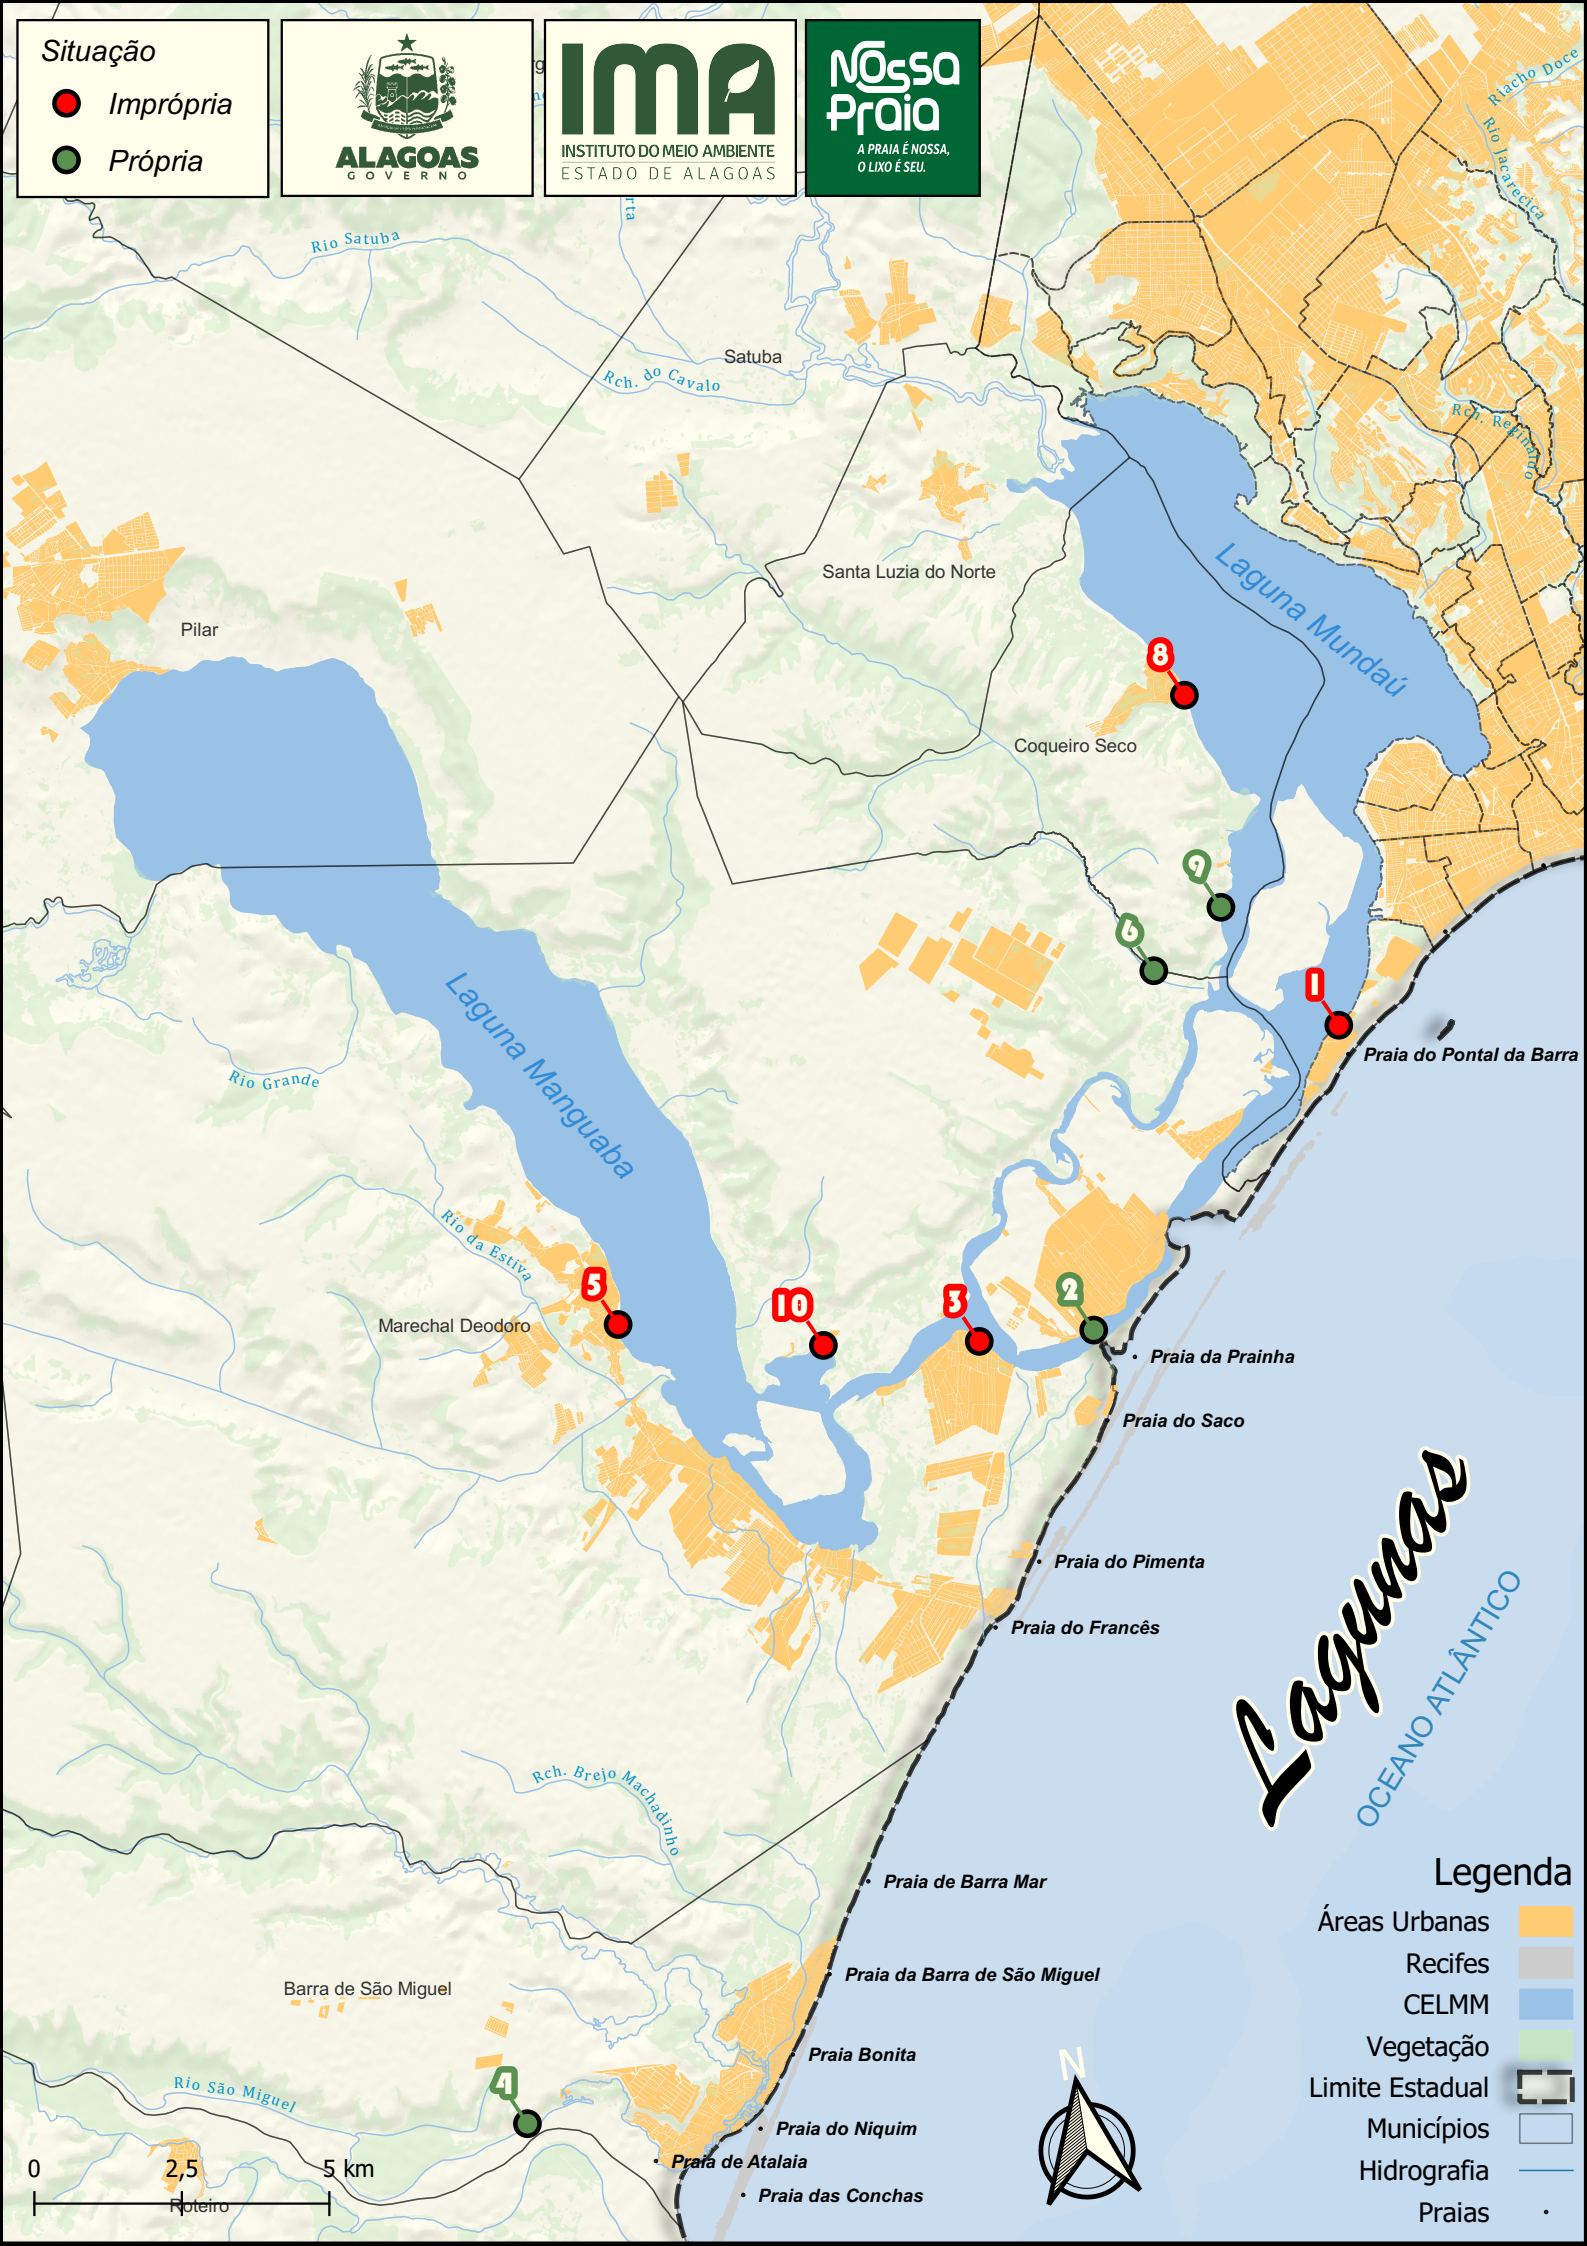 Situação
Imprópria
Própria
ALAGOAS
GOVERNO
IMA
INSTITUTO DO MEIO AMBIENTE
ESTADO DE ALAGOAS
Nossa
Praia
A PRAIA É NOSSA,
O LIXO É SEU.
Riacho Doce
Rio Jacarecica
Rio Satuba
Satuba
Rch. do Cavalo
Rch. Reginaldo
Santa Luzia do Norte
Laguna Mundaú
Pilar
8
Coqueiro Seco
9
6
1
Laguna Manguaba
Praia do Pontal da Barra
Rio Grande
Rio da Estiva
5
10
3
2
Marechal Deodoro
Praia da Prainha
Praia do Saco
Praia do Pimenta
Praia do Francês
Lagunas
OCEANO ATLÂNTICO
Rch. Brejo Machadinho
Praia de Barra Mar
Praia da Barra de São Miguel
Barra de São Miguel
Praia Bonita
Rio São Miguel
4
Praia do Niquim
Praia de Atalaia
Praia das Conchas
0 2,5 5 km
Roteiro
N
Legenda
Áreas Urbanas
Recifes
CELMM
Vegetação
Limite Estadual
Municípios
Hidrografia
Praias